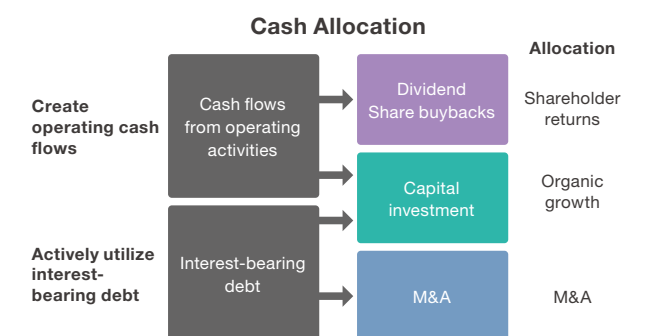 Cash Allocation
Allocation
Create
operating cash
flows
Cash flows
from operating
activities
Dividend
Share buybacks
Shareholder
returns
Capital
investment
Organic
growth
Actively utilize
interest-
bearing debt
Interest-bearing
debt
M&A
M&A